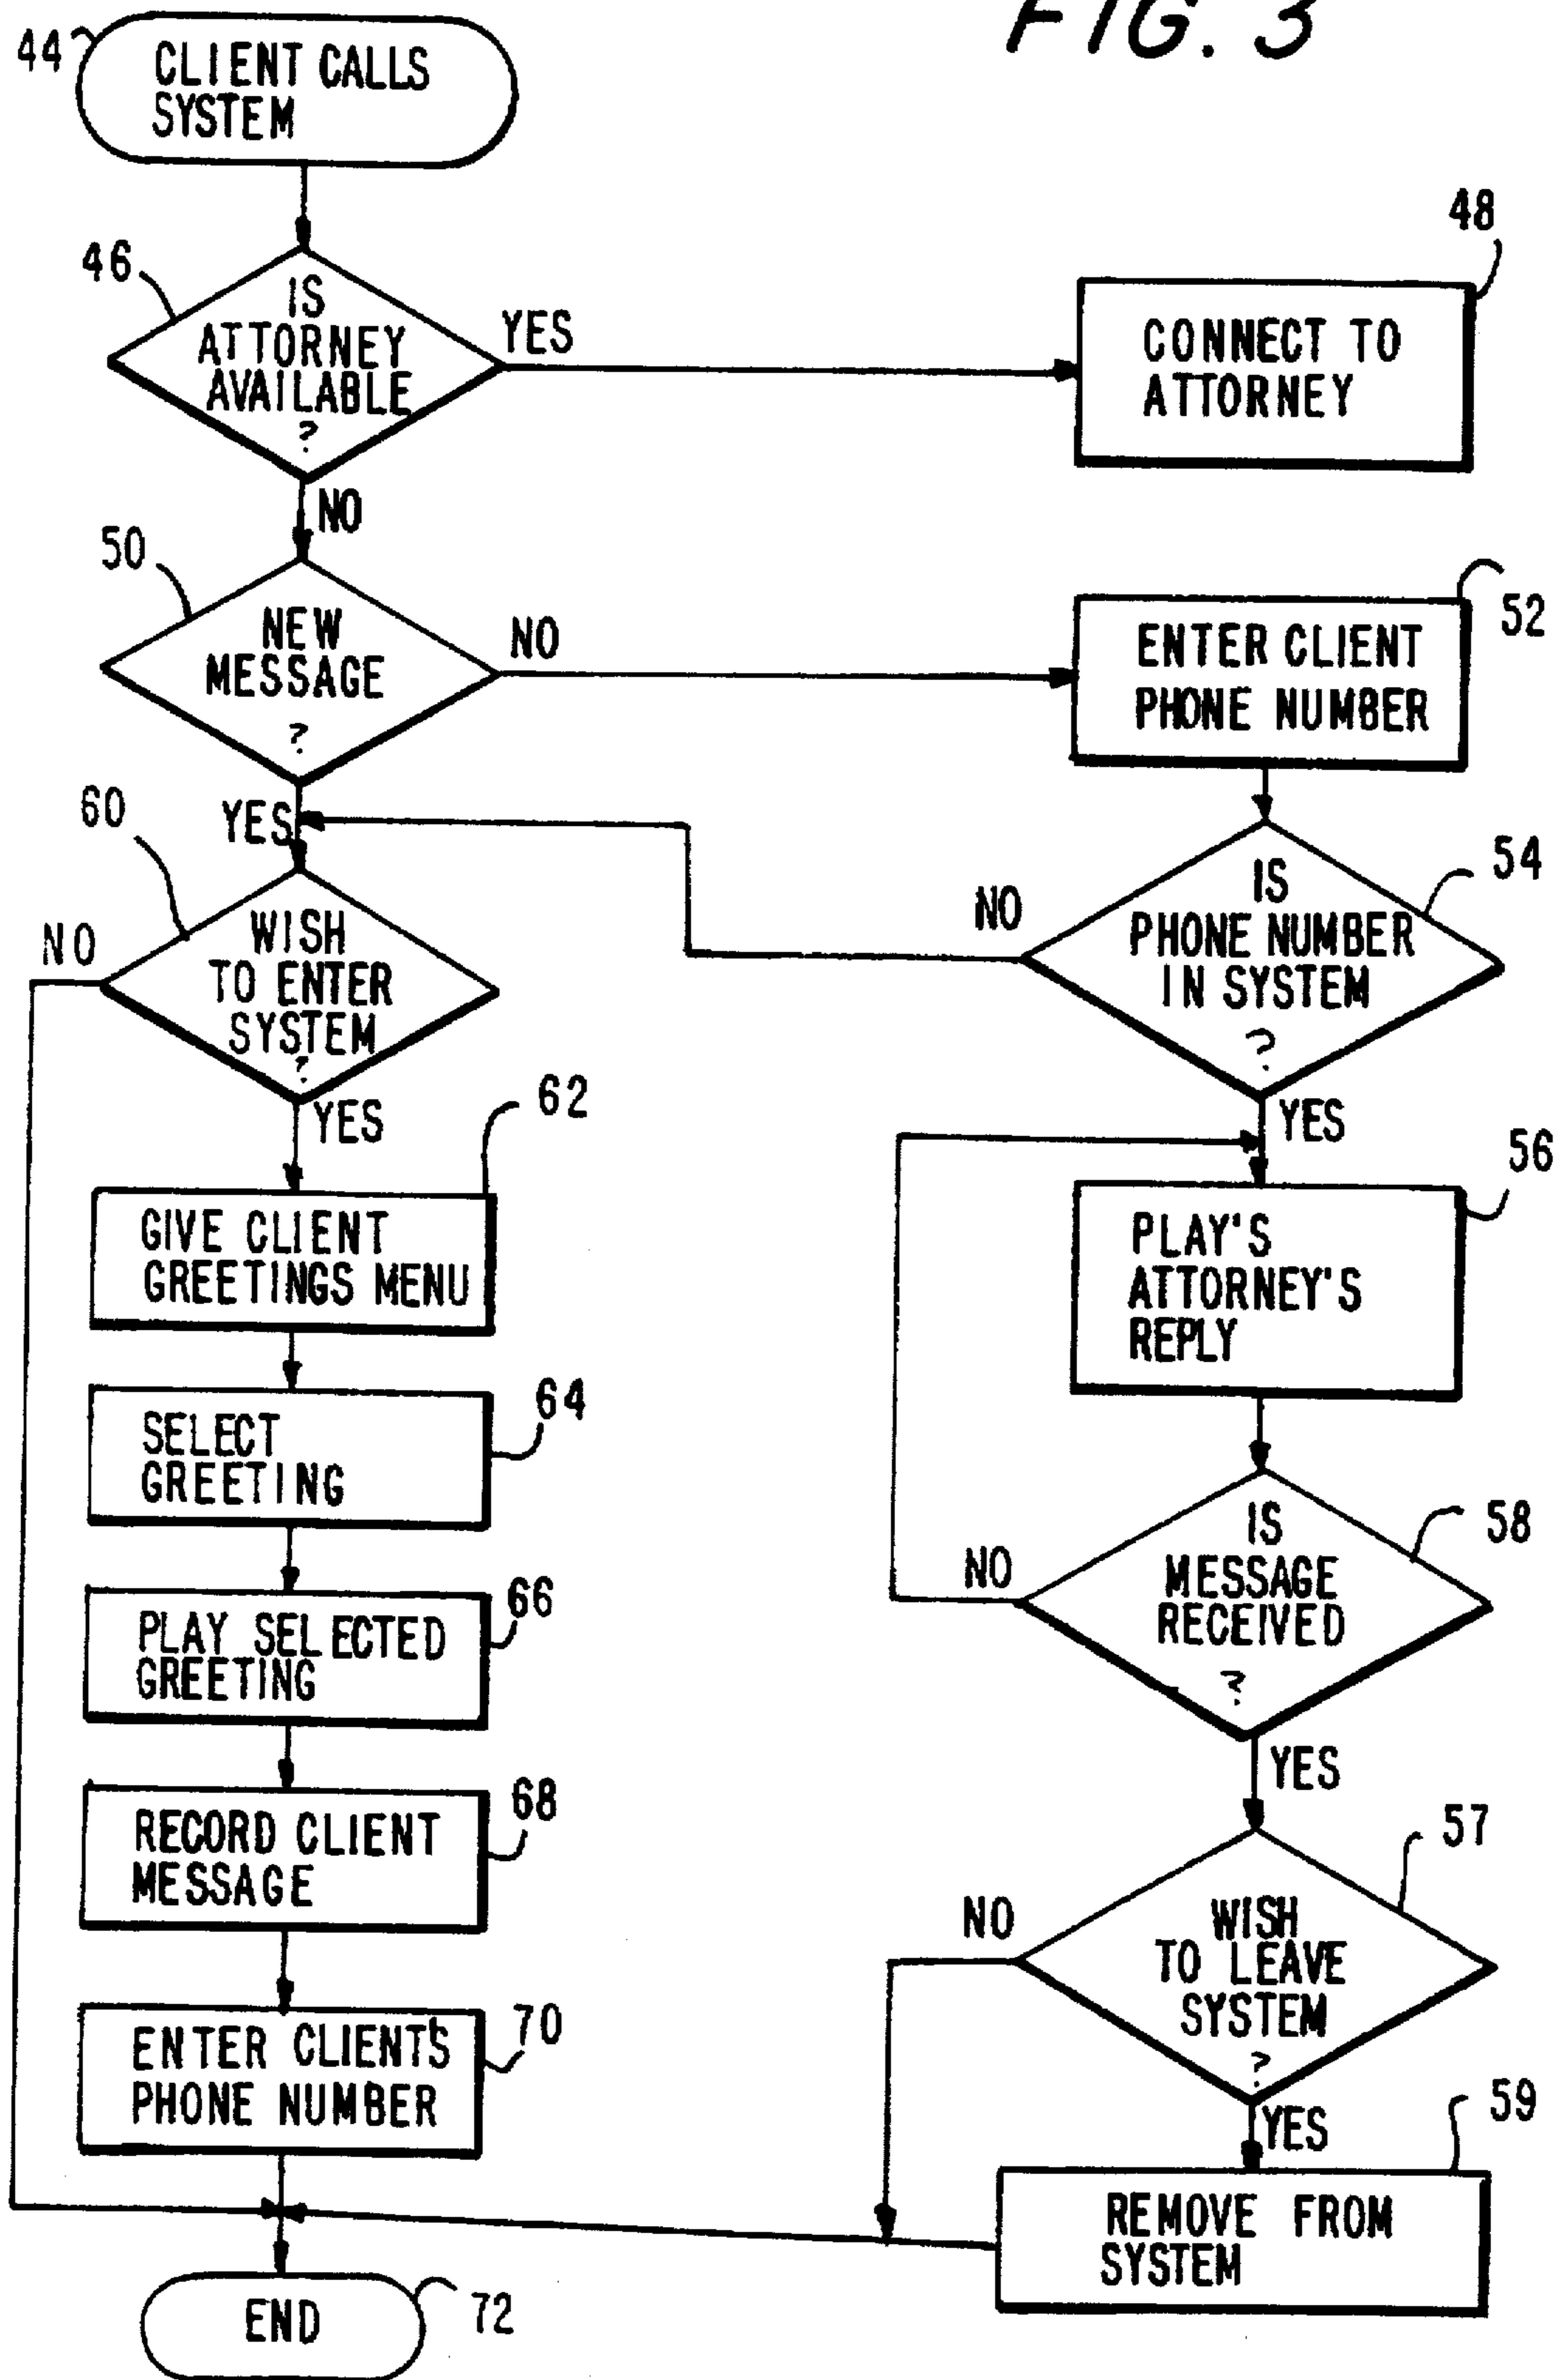 FIG. 3
44
CLIENT CALLS
SYSTEM
46
IS
ATTORNEY
AVAILABLE
?
YES
NO
48
CONNECT TO
ATTORNEY
50
NEW
MESSAGE
?
NO
YES
52
ENTER CLIENT
PHONE NUMBER
54
IS
PHONE NUMBER
IN SYSTEM
?
NO
YES
60
WISH
TO ENTER
SYSTEM
?
NO
YES
56
PLAY'S
ATTORNEY'S
REPLY
62
GIVE CLIENT
GREETINGS MENU
64
SELECT
GREETING
58
IS
MESSAGE
RECEIVED
?
NO
YES
66
PLAY SELECTED
GREETING
68
RECORD CLIENT
MESSAGE
57
WISH
TO LEAVE
SYSTEM
?
NO
YES
70
ENTER CLIENT'S
PHONE NUMBER
59
REMOVE FROM
SYSTEM
END
72